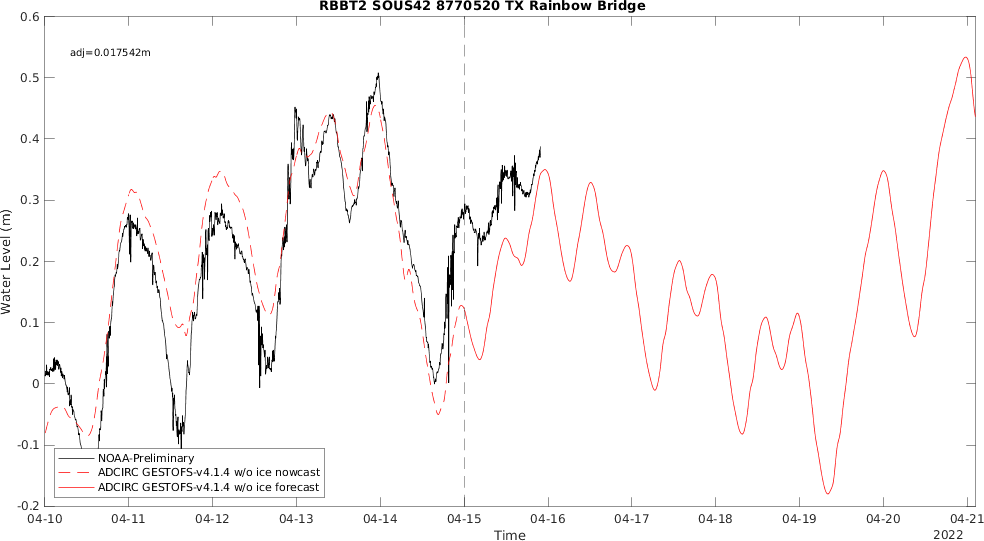 RBBT2 SOUS42 8770520 TX Rainbow Bridge
0.6
adj=0.017542m
0.5
0.4
0.3
0.2
0.1
0
-0.1
-0.2
Water Level (m)
NOAA-Preliminary
ADCIRC GESTOFS-v4.1.4 w/o ice nowcast
ADCIRC GESTOFS-v4.1.4 w/o ice forecast
04-10 04-11 04-12 04-13 04-14 04-15 04-16 04-17 04-18 04-19 04-20 04-21
Time
2022